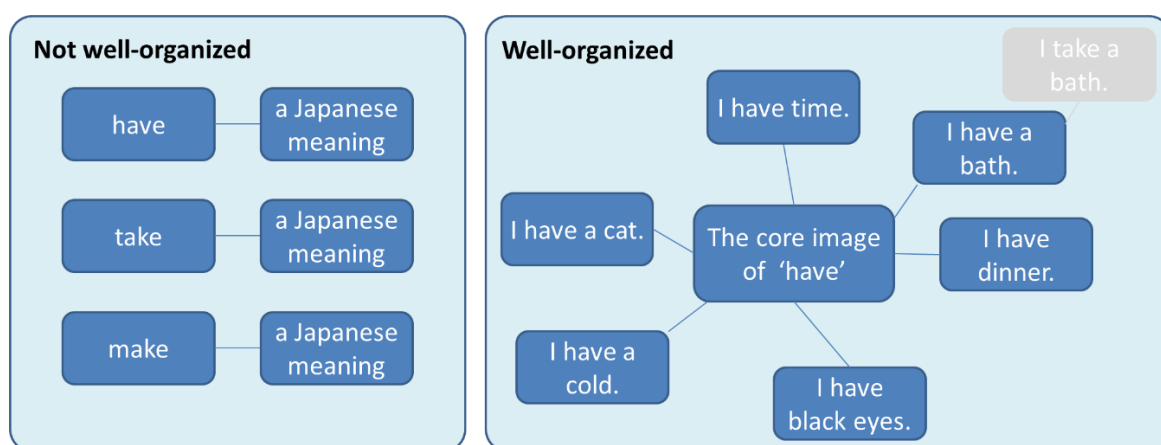 Not well-organized
have
a Japanese
meaning
take
a Japanese
meaning
make
a Japanese
meaning
Well-organized
I take a
bath.
I have time.
I have a
bath.
I have a cat.
The core image
of ‘have’
I have
dinner.
I have a
cold.
I have
black eyes.